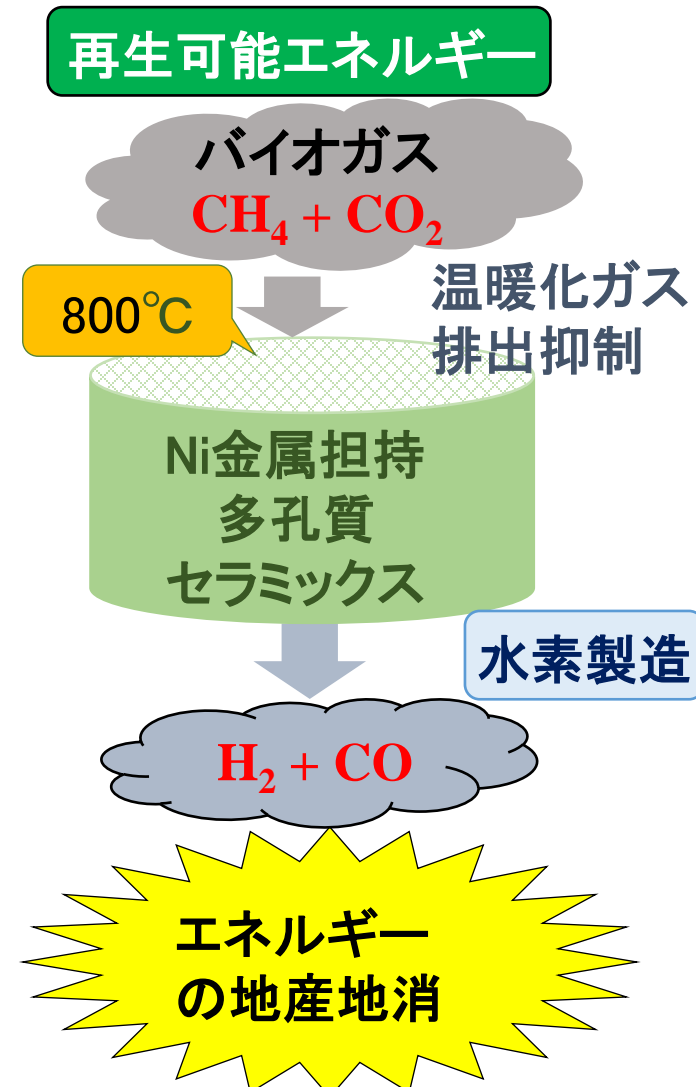 再生可能エネルギー
バイオガス
CH₄ + CO₂
温暖化ガス
排出抑制
800℃
Ni金属担持
多孔質
セラミックス
水素製造
H₂ + CO
エネルギー
の地産地消